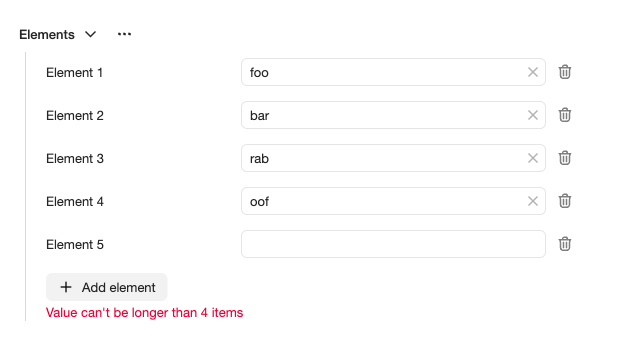 Elements
Element 1 foo
Element 2 bar
Element 3 rab
Element 4 oof
Element 5
Add element
Value can't be longer than 4 items